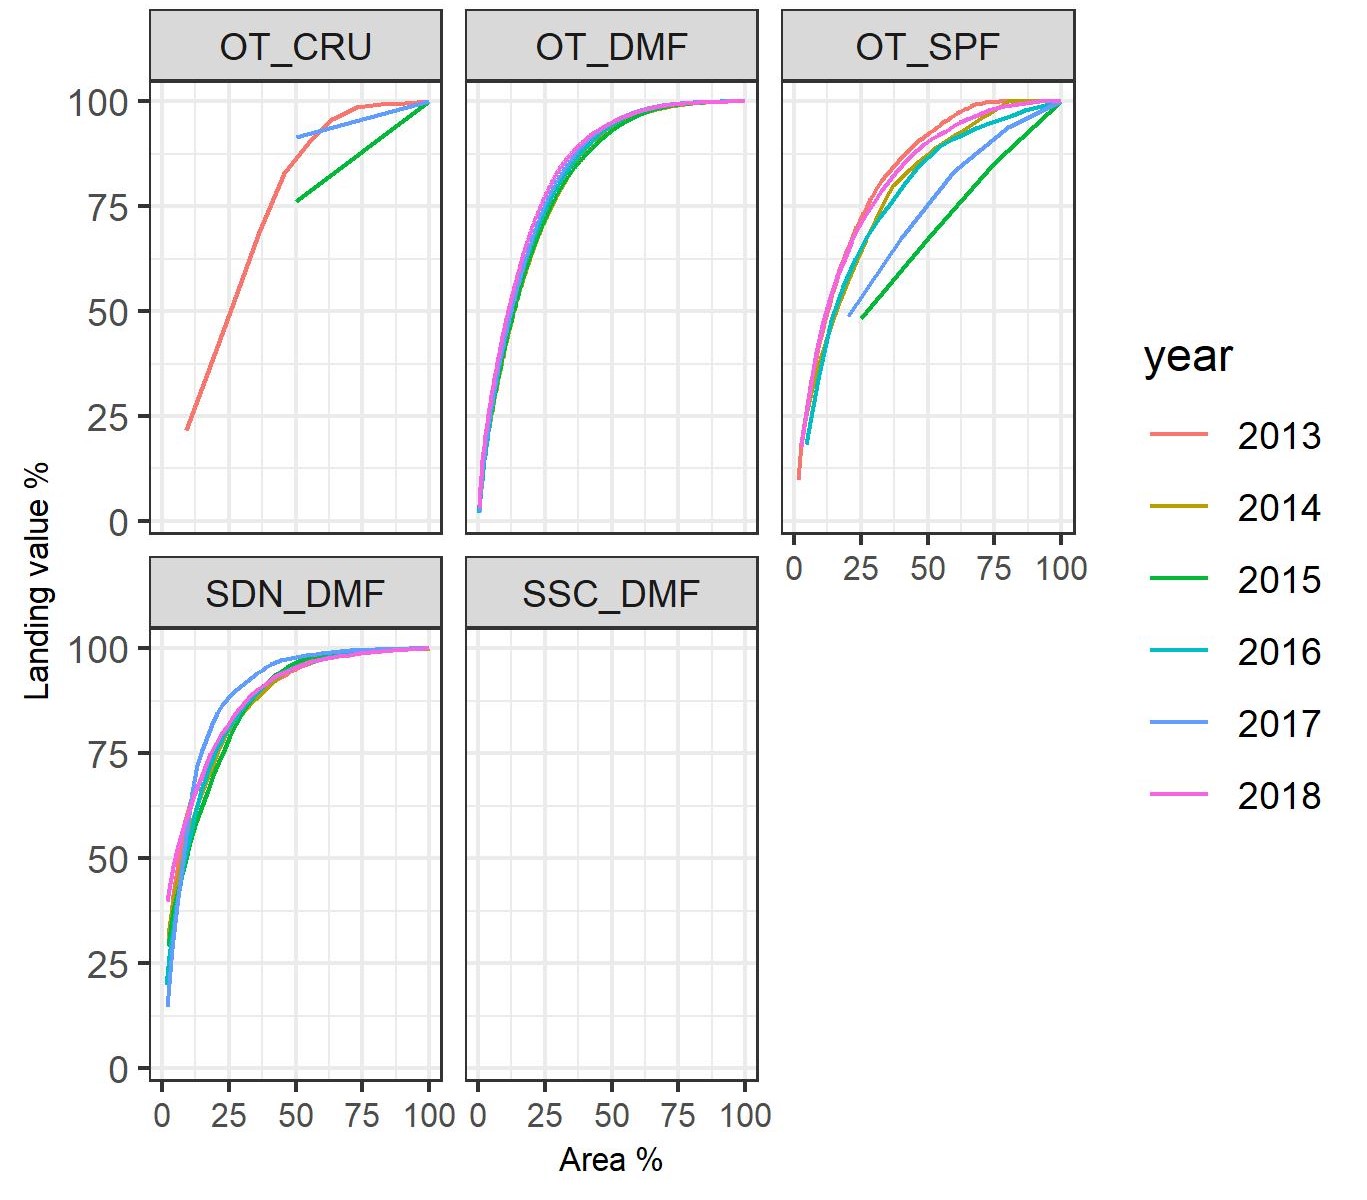 OT_CRU OT_DMF OT_SPF
100
75
50
25
0
0 25 50 75 100
SDN_DMF SSC_DMF
100
75
50
25
0
0 25 50 75 100 0 25 50 75 100
Area %
Landing value %
year
2013
2014
2015
2016
2017
2018